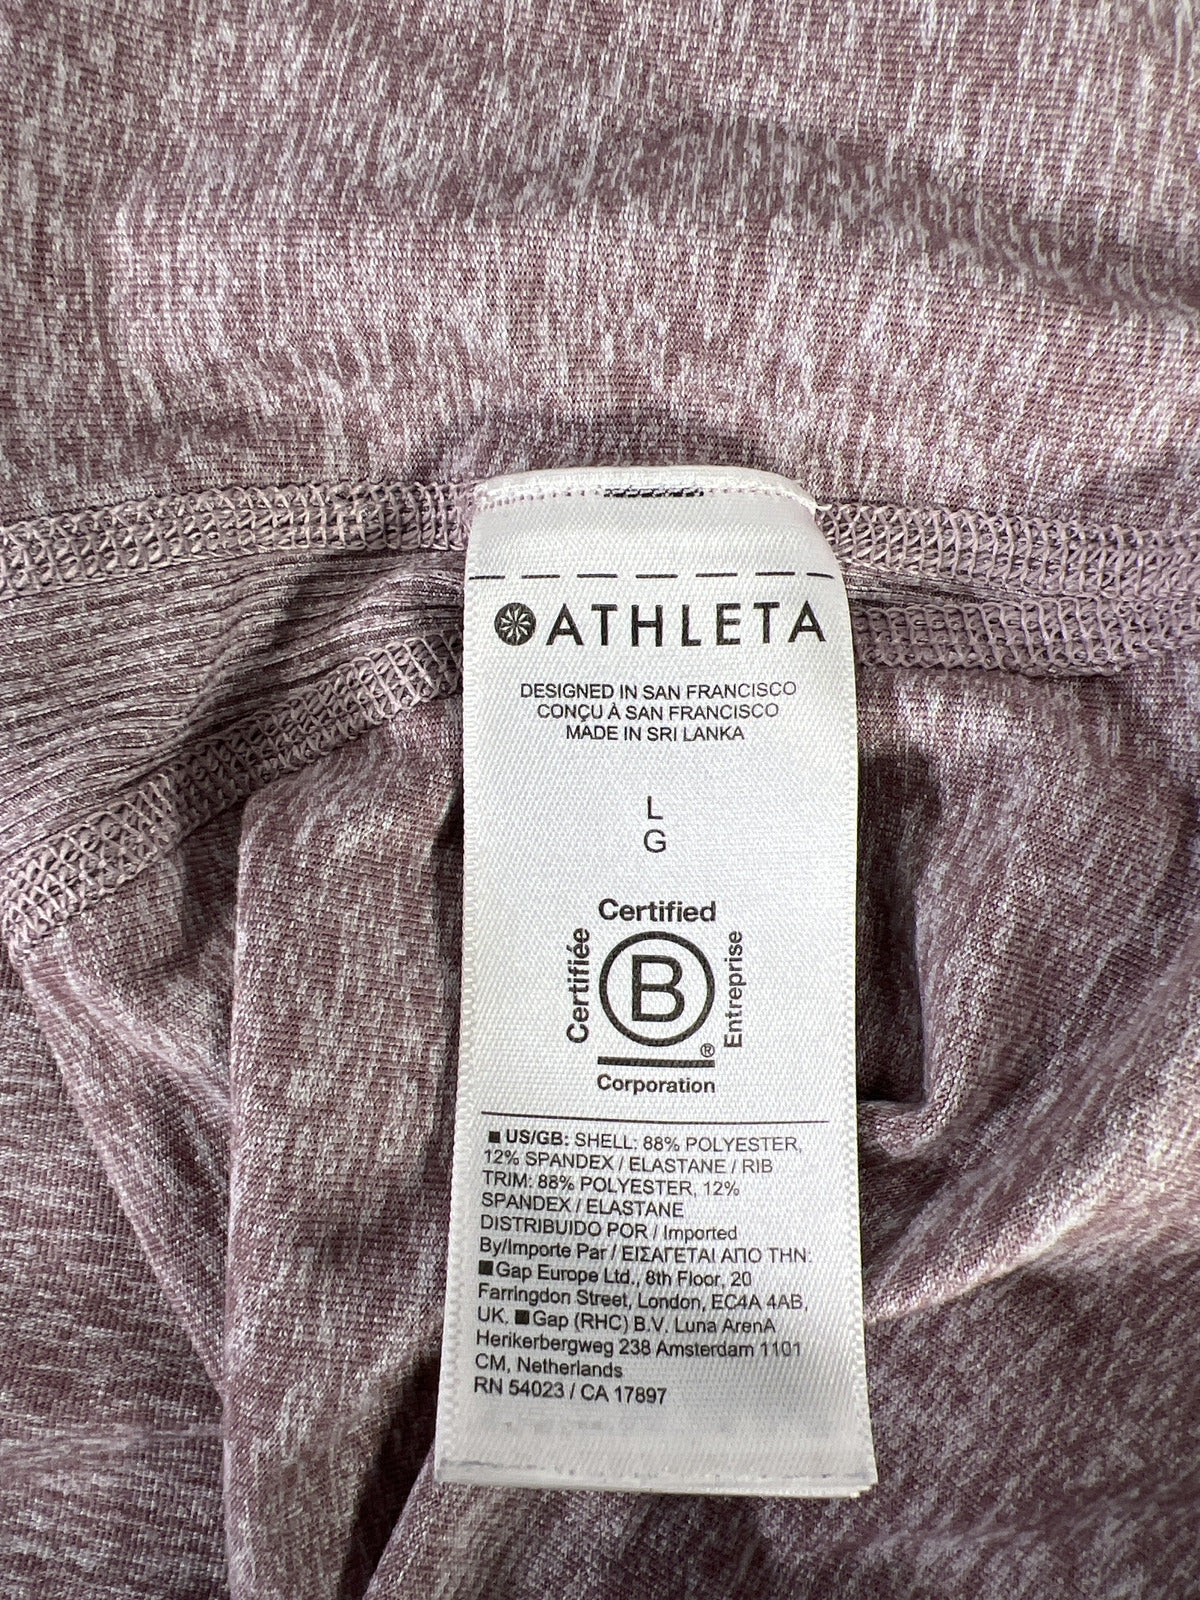 ATHLETA
DESIGNED IN SAN FRANCISCO
CONÇU À SAN FRANCISCO
MADE IN SRI LANKA
L
G
Certified
Certifiée
B
Entreprise
®
Corporation
US/GB: SHELL: 88% POLYESTER,
12% SPANDEX / ELASTANE / RIB
TRIM: 88% POLYESTER, 12%
SPANDEX / ELASTANE
DISTRIBUIDO POR / Imported
By/Importe Par / ΕΙΣΑΓΕΤΑΙ ΑΠΟ ΤΗΝ:
Gap Europe Ltd., 8th Floor, 20
Farringdon Street, London, EC4A 4AB,
UK. Gap (RHC) B.V. Luna ArenA
Herikerbergweg 238 Amsterdam 1101
CM, Netherlands
RN 54023 / CA 17897